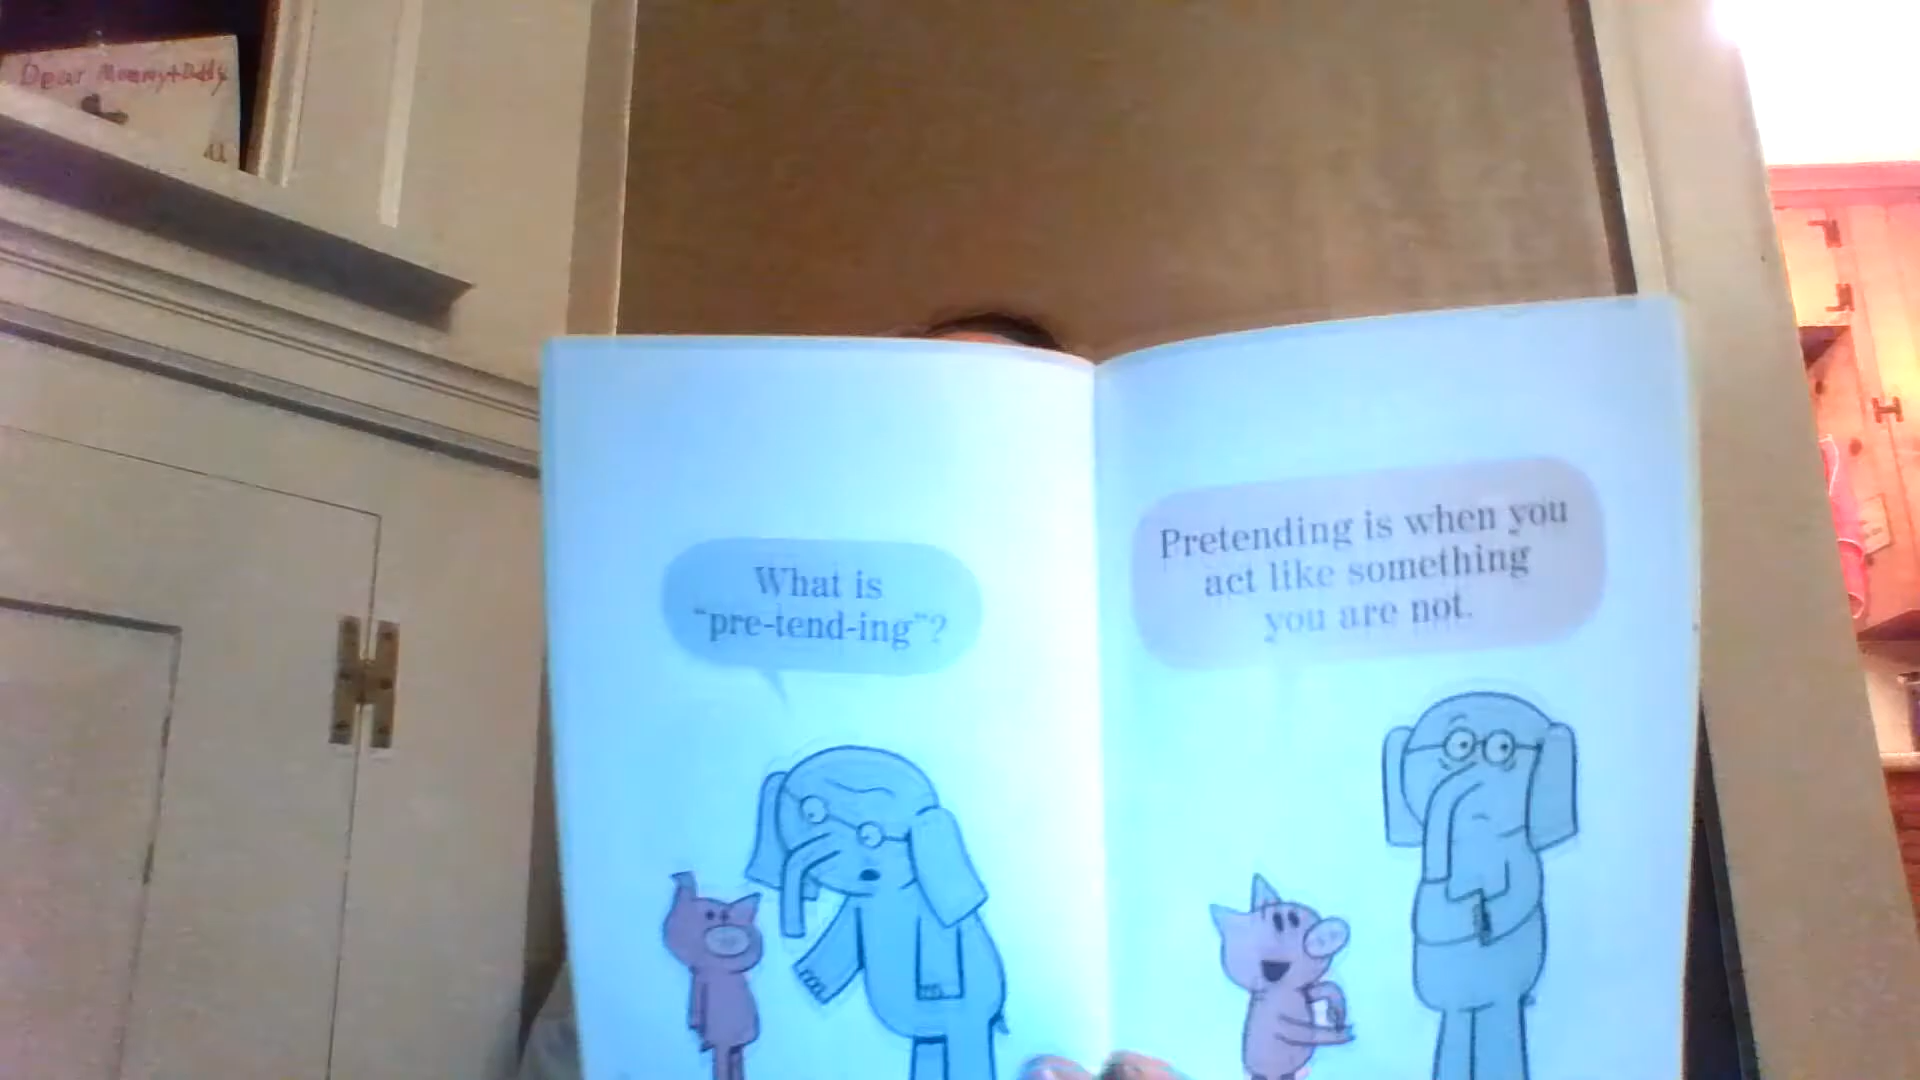 Dear Mommy+Daddy
What is
“pre-tend-ing”?
Pretending is when you
act like something
you are not.